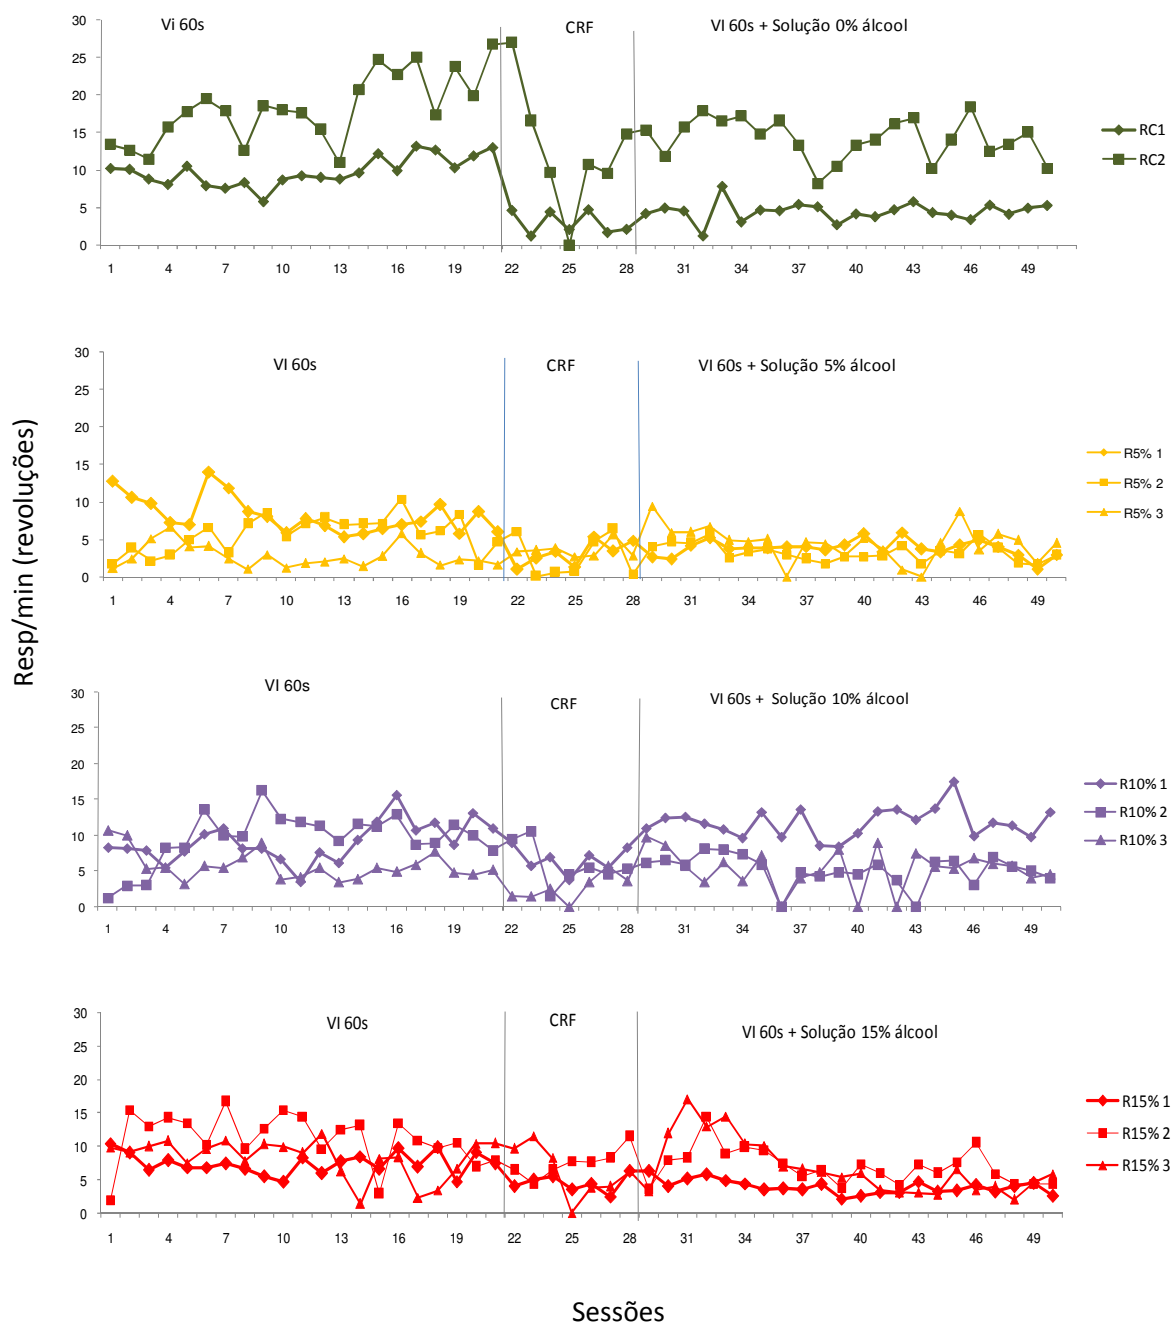 Vi 60s CRF VI 60s + Solução 0% álcool
30
25
20
15
10
5
0
1 4 7 10 13 16 19 22 25 28 31 34 37 40 43 46 49
RC1
RC2
VI 60s CRF VI 60s + Solução 5% álcool
30
25
20
15
10
5
0
1 4 7 10 13 16 19 22 25 28 31 34 37 40 43 46 49
R5% 1
R5% 2
R5% 3
Resp/min (revoluções)
VI 60s CRF VI 60s + Solução 10% álcool
30
25
20
15
10
5
0
1 4 7 10 13 16 19 22 25 28 31 34 37 40 43 46 49
R10% 1
R10% 2
R10% 3
VI 60s CRF VI 60s + Solução 15% álcool
30
25
20
15
10
5
0
1 4 7 10 13 16 19 22 25 28 31 34 37 40 43 46 49
R15% 1
R15% 2
R15% 3
Sessões